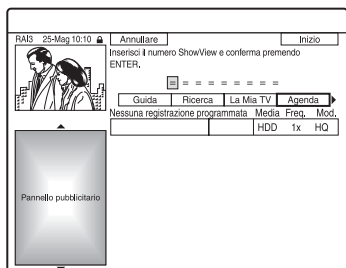 RAI3 25-Mag 10:10
Annullare
Inizio
Inserisci il numero ShowView e conferma premendo
ENTER.
= = = = = = = = =
Guida Ricerca La Mia TV Agenda
Nessuna registrazione programmata Media Freq. Mod.
HDD 1x HQ
Pannello pubblicitario